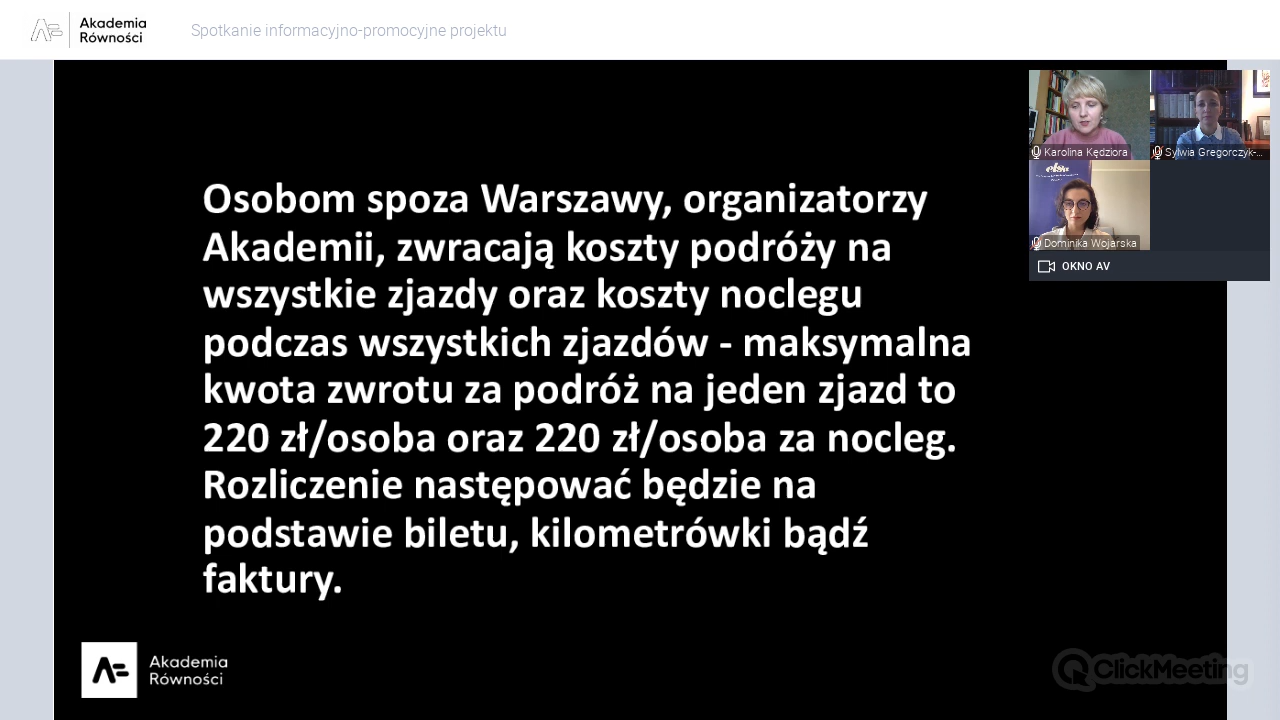 Akademia
Równości
Spotkanie informacyjno-promocyjne projektu
Karolina Kędziora
Sylwia Gregorczyk-...
Dominika Wojarska
OKNO AV
Osobom spoza Warszawy, organizatorzy
Akademii, zwracają koszty podróży na
wszystkie zjazdy oraz koszty noclegu
podczas wszystkich zjazdów - maksymalna
kwota zwrotu za podróż na jeden zjazd to
220 zł/osoba oraz 220 zł/osoba za nocleg.
Rozliczenie następować będzie na
podstawie biletu, kilometrówki bądź
faktury.
Akademia
Równości
ClickMeeting